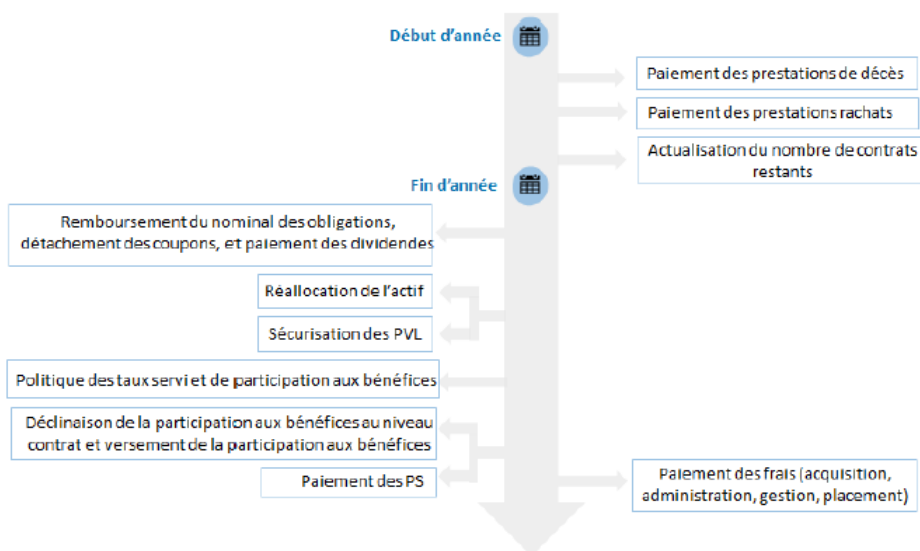 Début d'année
Paiement des prestations de décès
Paiement des prestations rachats
Actualisation du nombre de contrats
restants
Fin d'année
Remboursement du nominal des obligations,
détachement des coupons, et paiement des dividendes
Réallocation de l'actif
Sécurisation des PVL
Politique des taux servi et de participation aux bénéfices
Déclinaison de la participation aux bénéfices au niveau
contrat et versement de la participation aux bénéfices
Paiement des PS
Paiement des frais (acquisition,
administration, gestion, placement)